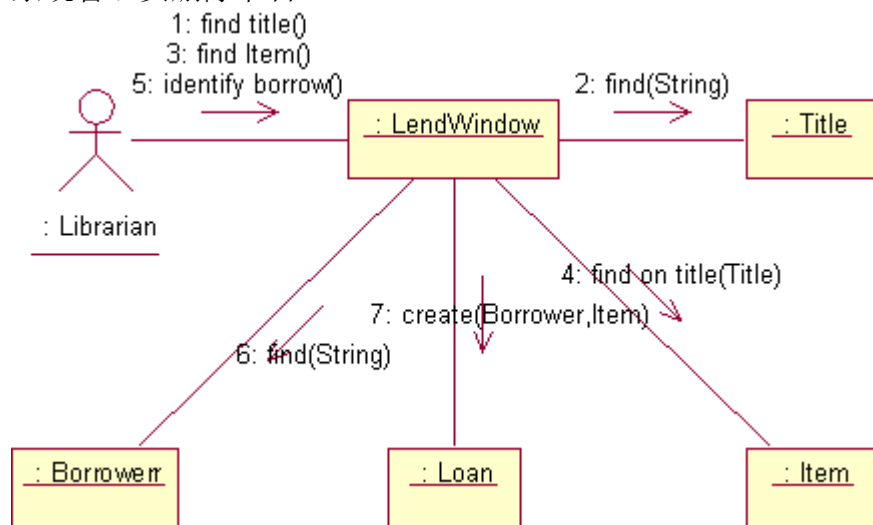 1: find title()
3: find Item()
5: identify borrow()
2: find(String)
: LendWindow
: Title
: Librarian
4: find on title(Title)
7: create(Borrower,Item)
6: find(String)
: Borrowerr
: Loan
: Item